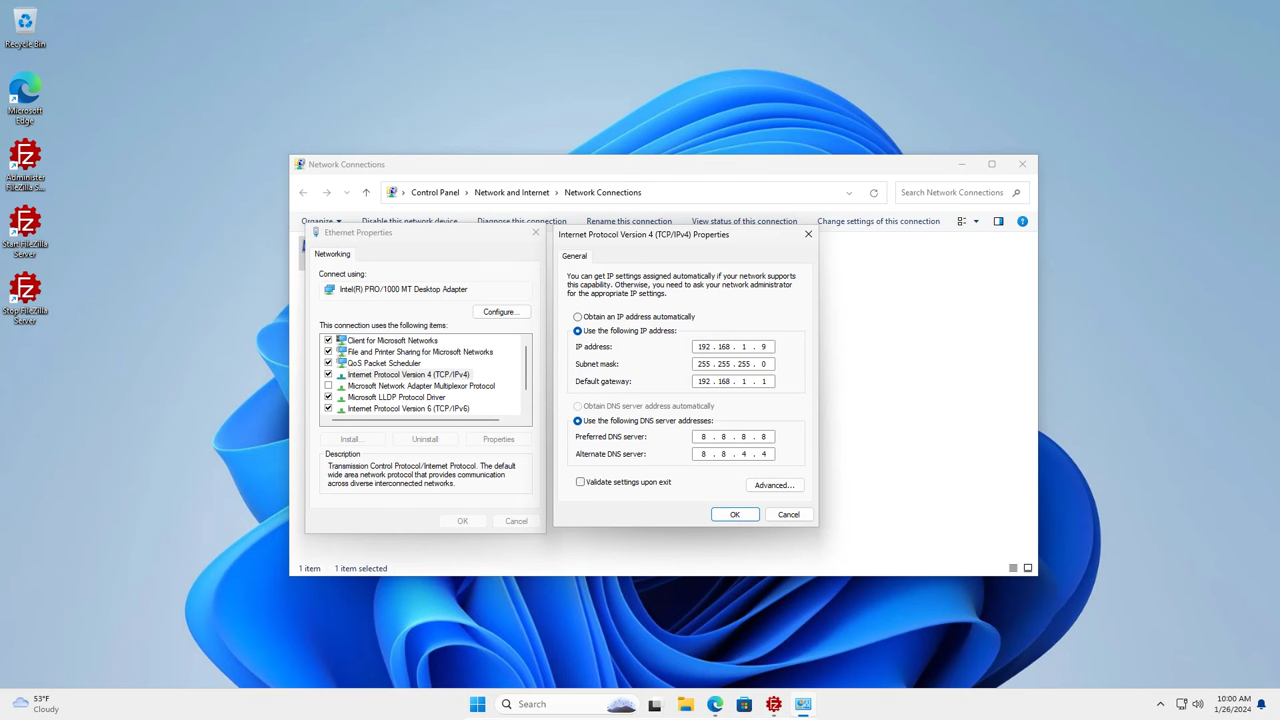 Recycle Bin
Microsoft
Edge
Administer
FileZilla S...
Start FileZilla
Server
Stop FileZilla
Server
Network Connections
Control Panel
Network and Internet
Network Connections
Search Network Connections
Organize
Disable this network device
Diagnose this connection
Rename this connection
View status of this connection
Change settings of this connection
Ethernet Properties
Networking
Connect using:
Intel(R) PRO/1000 MT Desktop Adapter
Configure...
This connection uses the following items:
Client for Microsoft Networks
File and Printer Sharing for Microsoft Networks
QoS Packet Scheduler
Internet Protocol Version 4 (TCP/IPv4)
Microsoft Network Adapter Multiplexor Protocol
Microsoft LLDP Protocol Driver
Internet Protocol Version 6 (TCP/IPv6)
Install...
Uninstall
Properties
Description
Transmission Control Protocol/Internet Protocol. The default
wide area network protocol that provides communication
across diverse interconnected networks.
OK
Cancel
Internet Protocol Version 4 (TCP/IPv4) Properties
General
You can get IP settings assigned automatically if your network supports
this capability. Otherwise, you need to ask your network administrator
for the appropriate IP settings.
Obtain an IP address automatically
Use the following IP address:
IP address: 192 . 168 . 1 . 9
Subnet mask: 255 . 255 . 255 . 0
Default gateway: 192 . 168 . 1 . 1
Obtain DNS server address automatically
Use the following DNS server addresses:
Preferred DNS server: 8 . 8 . 8 . 8
Alternate DNS server: 8 . 8 . 4 . 4
Validate settings upon exit
Advanced...
OK
Cancel
1 item
1 item selected
53°F
Cloudy
Search
10:00 AM
1/26/2024